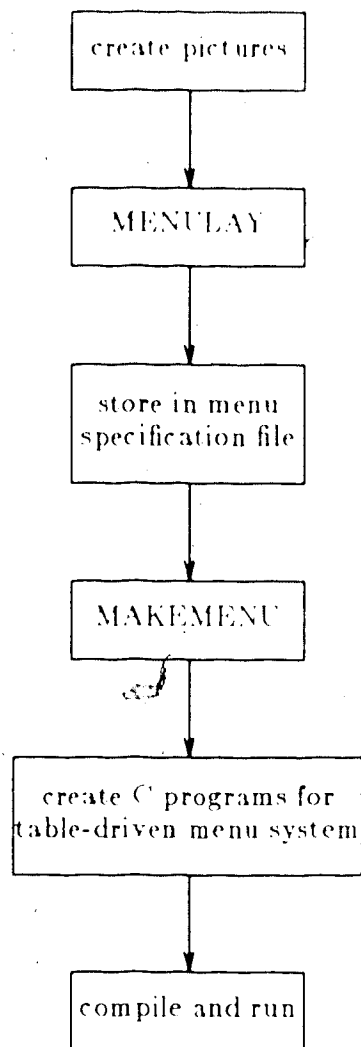 create pictures
MENULAY
store in menu
specification file
MAKEMENU
create C programs for
table-driven menu system
compile and run